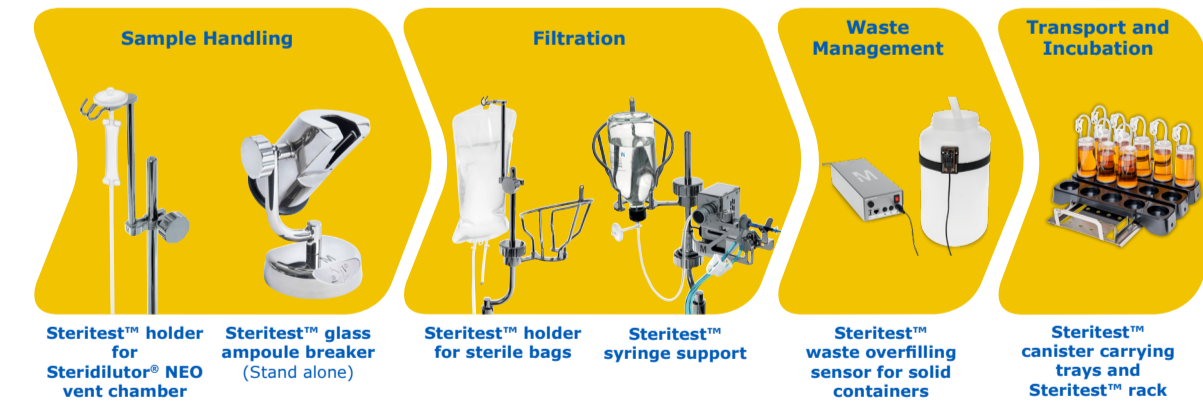 Sample Handling
Filtration
Waste
Management
Transport and
Incubation
M
M
M
M
Steritest™ holder
for
Steridilutor® NEO
vent chamber
Steritest™ glass
ampoule breaker
(Stand alone)
Steritest™ holder
for sterile bags
Steritest™
syringe support
Steritest™
waste overfilling
sensor for solid
containers
Steritest™
canister carrying
trays and
Steritest™ rack